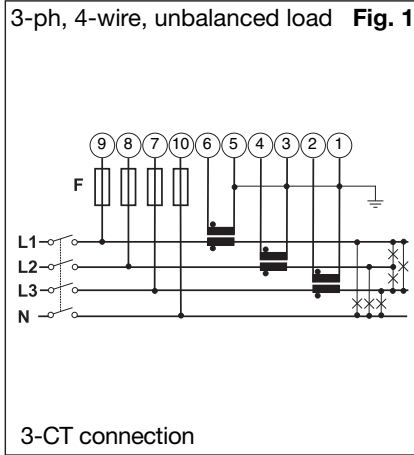 3-ph, 4-wire, unbalanced load Fig. 1
9 8 7 10 6 5 4 3 2 1
F
L1
L2
L3
N
3-CT connection